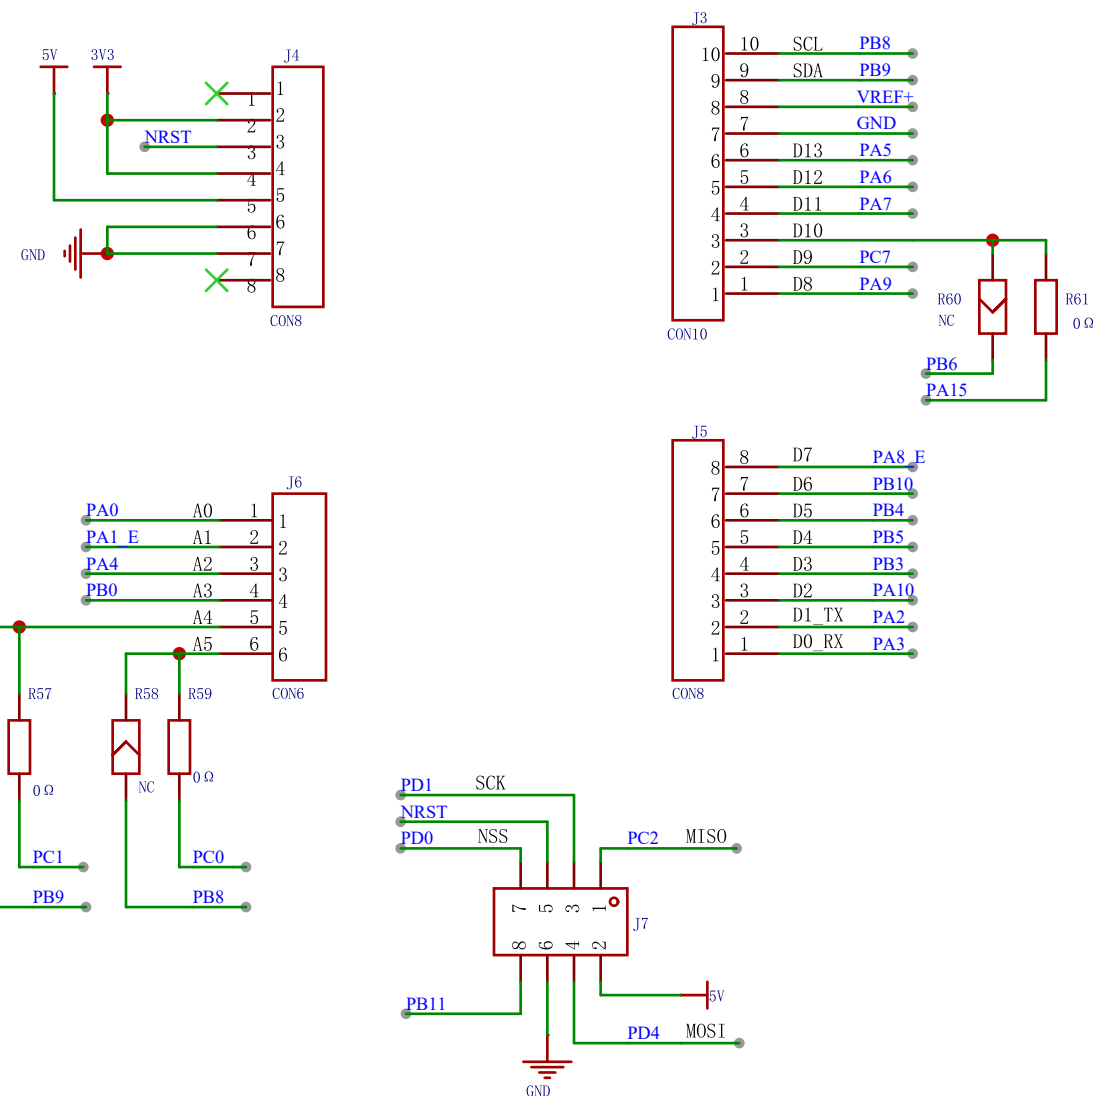 5V
3V3
J4
1
1
2
2
NRST
3
3
4
4
5
5
6
6
GND
7
7
8
8
CON8
J3
10 10 SCL PB8
9 9 SDA PB9
8 8 VREF+
7 7 GND
6 6 D13 PA5
5 5 D12 PA6
4 4 D11 PA7
3 3 D10
2 2 D9 PC7
1 1 D8 PA9
CON10
R60
NC
R61
0Ω
PB6
PA15
J5
8 8 D7 PA8_E
7 7 D6 PB10
6 6 D5 PB4
5 5 D4 PB5
4 4 D3 PB3
3 3 D2 PA10
2 2 D1_TX PA2
1 1 D0_RX PA3
CON8
J6
PA0 A0 1 1
PA1_E A1 2 2
PA4 A2 3 3
PB0 A3 4 4
A4 5 5
A5 6 6
CON6
R57
0Ω
R58
NC
R59
0Ω
PC1
PC0
PB9
PB8
PD1 SCK
NRST
PD0 NSS
PC2 MISO
7 5 3 1
J7
8 6 4 2
PB11
5V
PD4 MOSI
GND